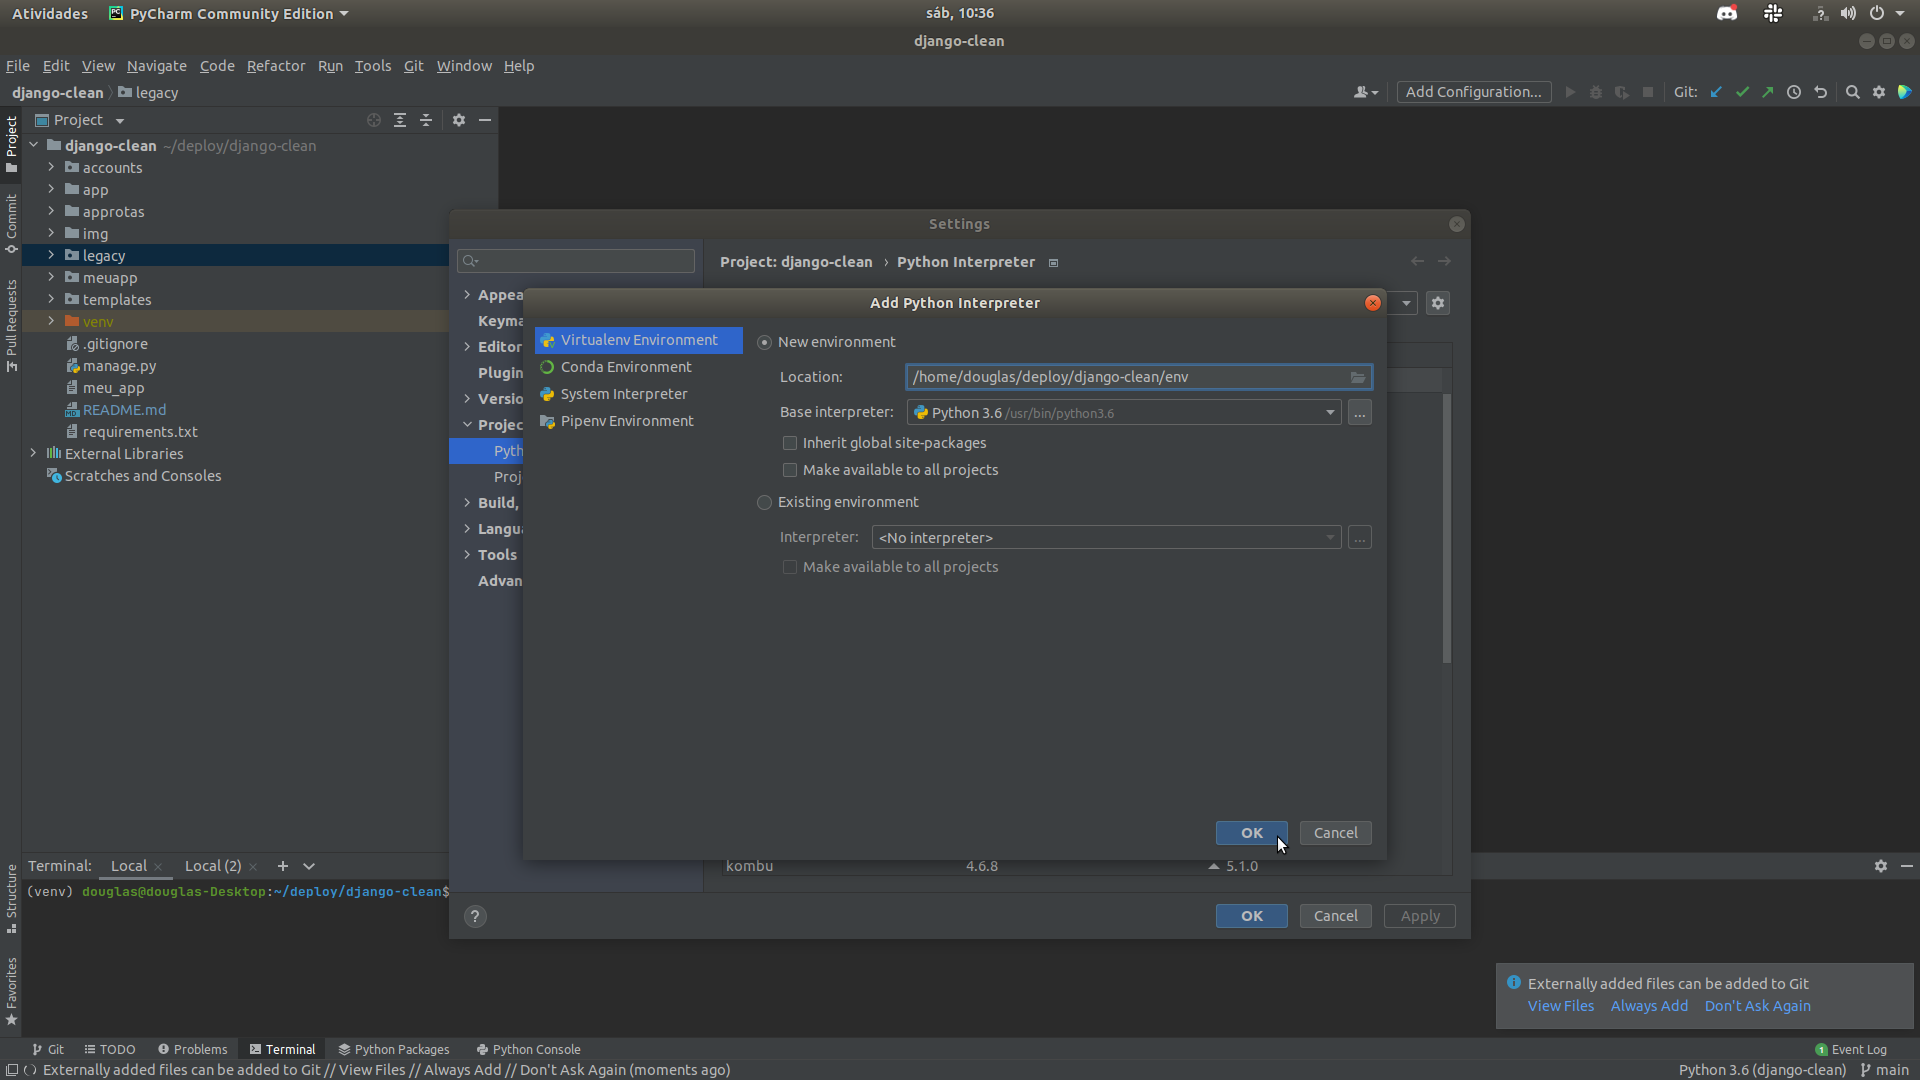 Atividades
PyCharm Community Edition
sáb, 10:36
django-clean
File Edit View Navigate Code Refactor Run Tools Git Window Help
django-clean legacy
Add Configuration...
Git:
Project
django-clean ~/deploy/django-clean
accounts
app
approtas
img
legacy
meuapp
templates
venv
.gitignore
manage.py
meu_app
README.md
requirements.txt
External Libraries
Scratches and Consoles
Project
Commit
Pull Requests
Structure
Favorites
Settings
Project: django-clean › Python Interpreter
Appea
Keyma
Editor
Plugin
Versio
Projec
Pyth
Proj
Build,
Langua
Tools
Advan
Add Python Interpreter
Virtualenv Environment
Conda Environment
System Interpreter
Pipenv Environment
New environment
Location: /home/douglas/deploy/django-clean/env
Base interpreter: Python 3.6 /usr/bin/python3.6 ...
Inherit global site-packages
Make available to all projects
Existing environment
Interpreter: <No interpreter> ...
Make available to all projects
OK Cancel
kombu 4.6.8 5.1.0
? OK Cancel Apply
Terminal: Local Local (2)
(venv) douglas@douglas-Desktop:~/deploy/django-clean$
Externally added files can be added to Git
View Files Always Add Don't Ask Again
Git TODO Problems Terminal Python Packages Python Console
1 Event Log
Externally added files can be added to Git // View Files // Always Add // Don't Ask Again (moments ago)
Python 3.6 (django-clean) main